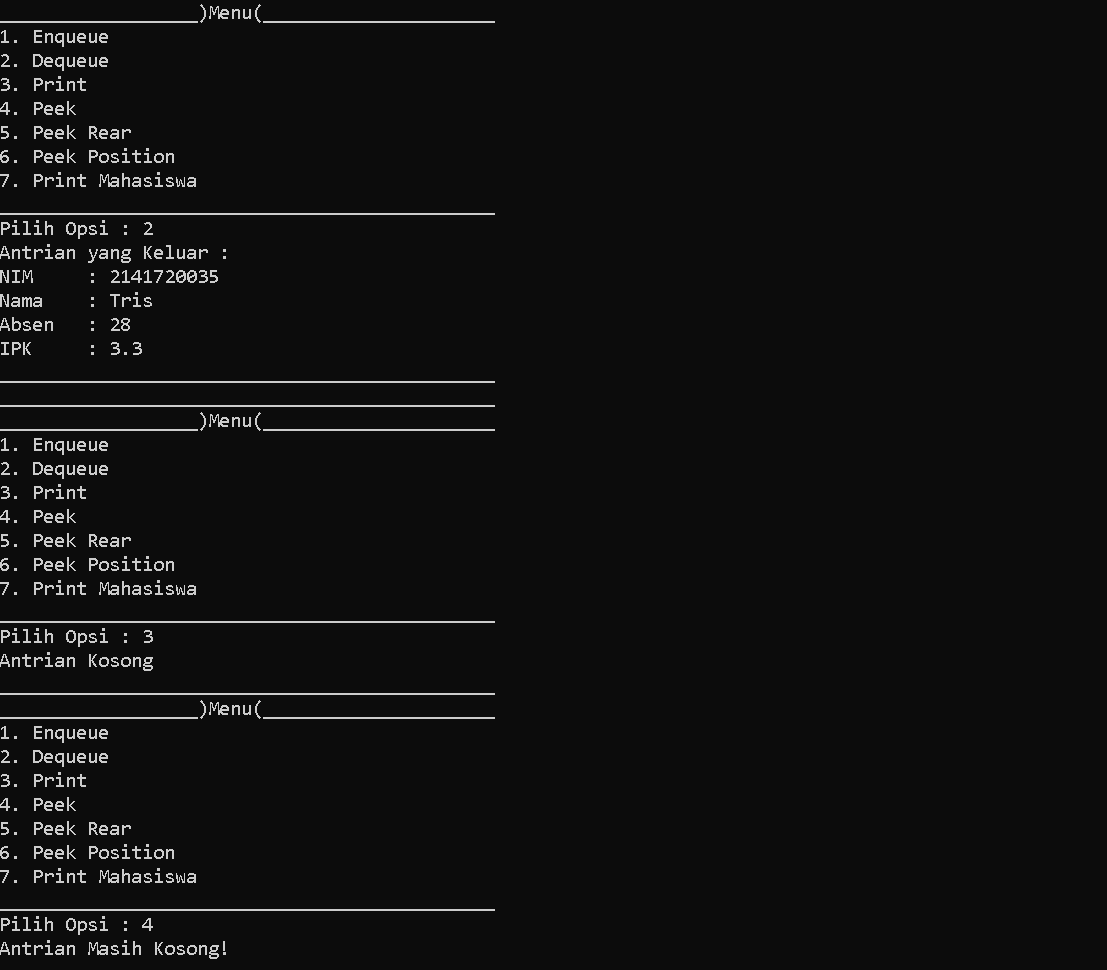 __________________)Menu(_____________________
1. Enqueue
2. Dequeue
3. Print
4. Peek
5. Peek Rear
6. Peek Position
7. Print Mahasiswa
_____________________________________________
Pilih Opsi : 2
Antrian yang Keluar :
NIM     : 2141720035
Nama    : Tris
Absen   : 28
IPK     : 3.3
_____________________________________________
_____________________________________________
__________________)Menu(_____________________
1. Enqueue
2. Dequeue
3. Print
4. Peek
5. Peek Rear
6. Peek Position
7. Print Mahasiswa
_____________________________________________
Pilih Opsi : 3
Antrian Kosong
_____________________________________________
__________________)Menu(_____________________
1. Enqueue
2. Dequeue
3. Print
4. Peek
5. Peek Rear
6. Peek Position
7. Print Mahasiswa
_____________________________________________
Pilih Opsi : 4
Antrian Masih Kosong!